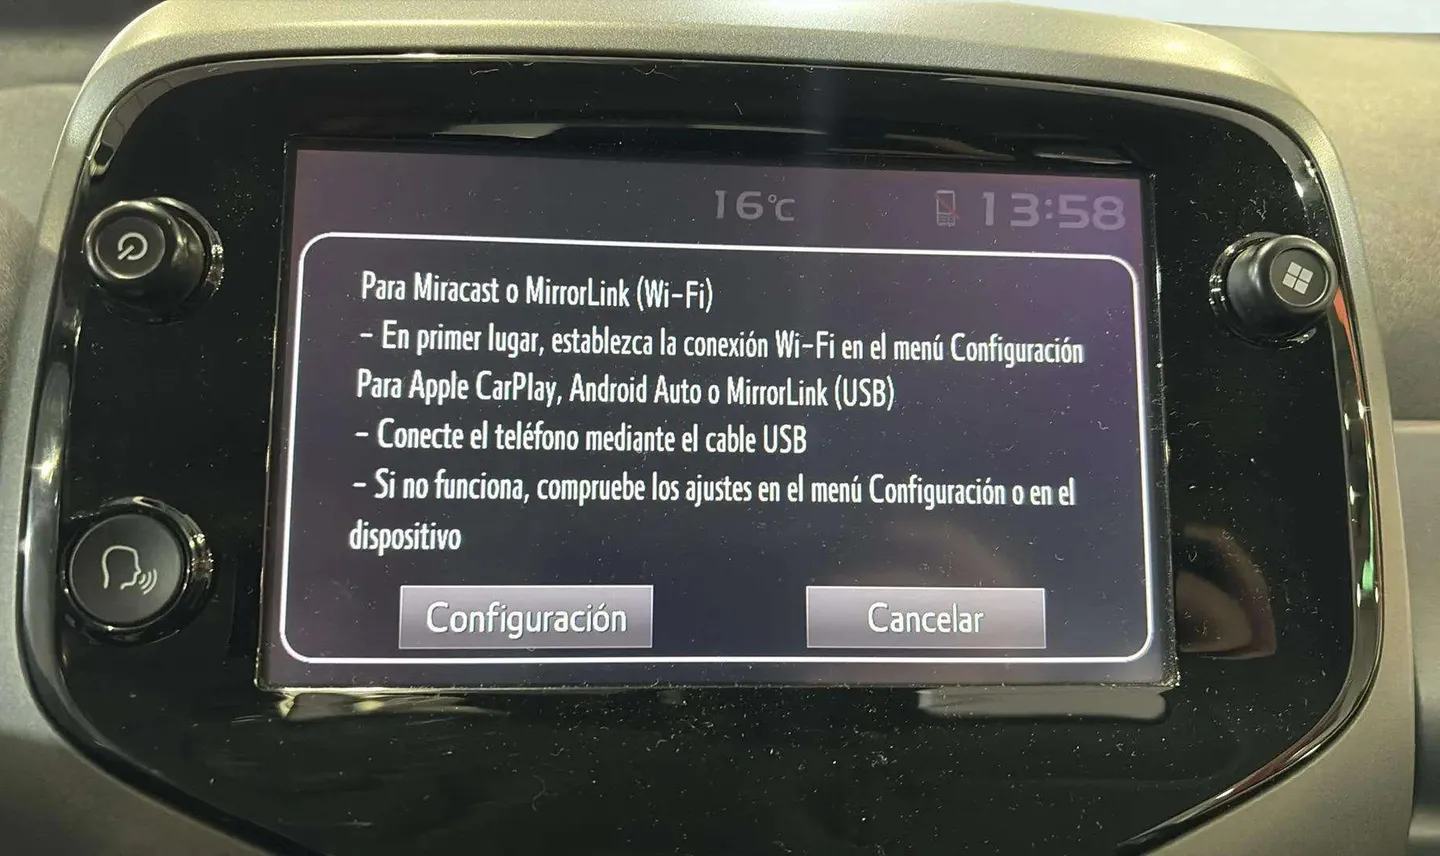 16°C 13:58
Para Miracast o MirrorLink (Wi-Fi)
- En primer lugar, establezca la conexión Wi-Fi en el menú Configuración
Para Apple CarPlay, Android Auto o MirrorLink (USB)
- Conecte el teléfono mediante el cable USB
- Si no funciona, compruebe los ajustes en el menú Configuración o en el
dispositivo
Configuración Cancelar